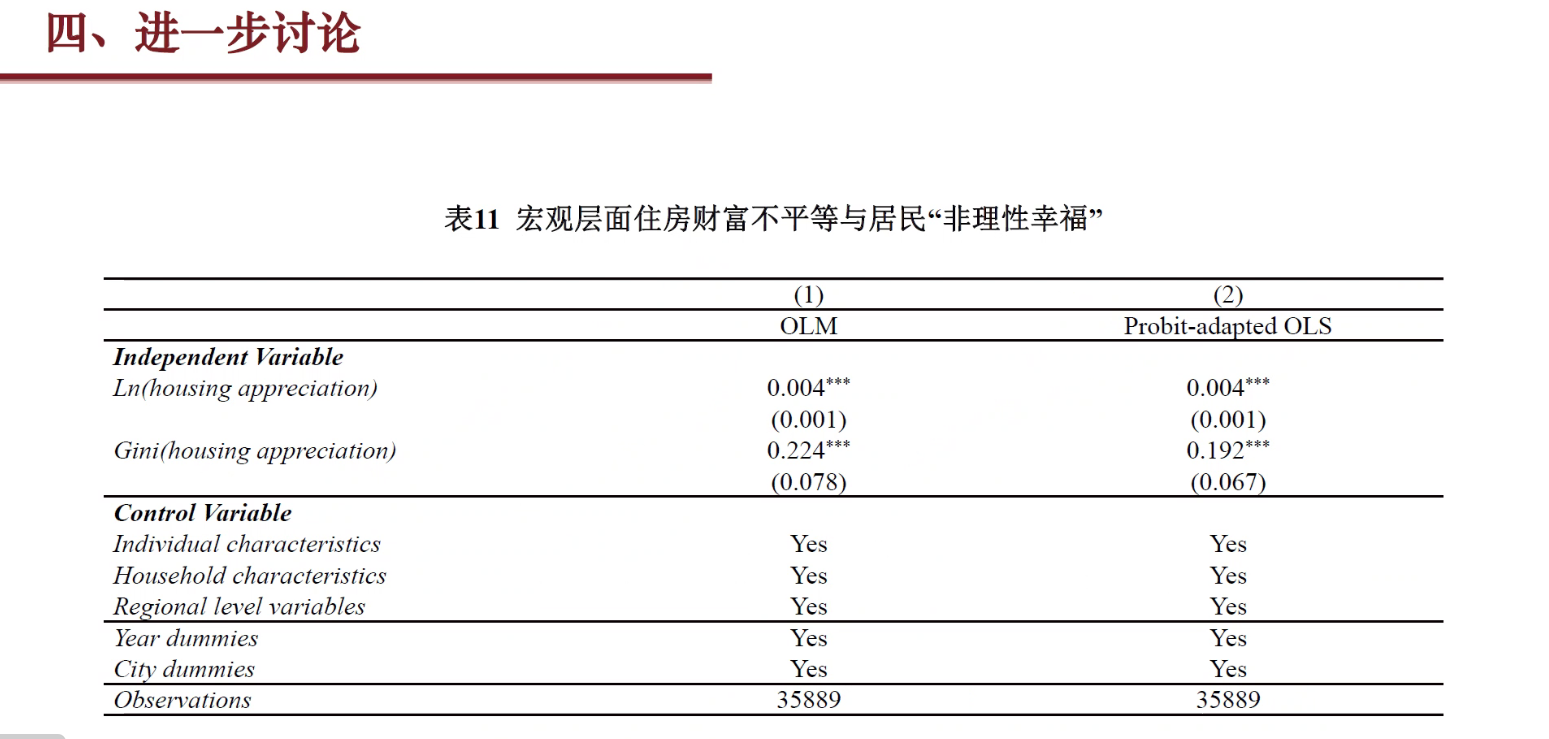 四、进一步讨论
表11 宏观层面住房财富不平等与居民“非理性幸福”
(1) (2)
OLM Probit-adapted OLS
Independent Variable
Ln(housing appreciation) 0.004*** 0.004***
(0.001) (0.001)
Gini(housing appreciation) 0.224*** 0.192***
(0.078) (0.067)
Control Variable
Individual characteristics Yes Yes
Household characteristics Yes Yes
Regional level variables Yes Yes
Year dummies Yes Yes
City dummies Yes Yes
Observations 35889 35889